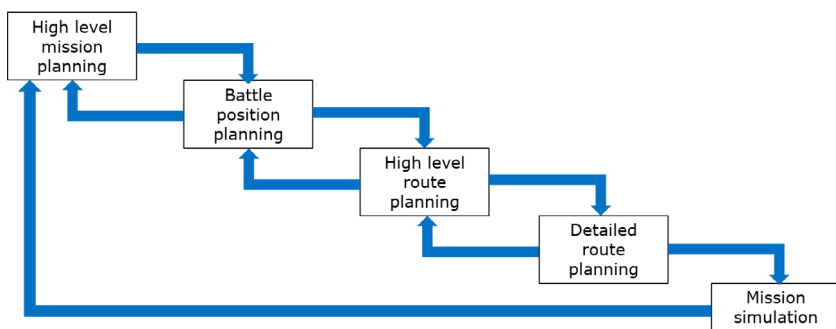 High level
mission
planning
Battle
position
planning
High level
route
planning
Detailed
route
planning
Mission
simulation